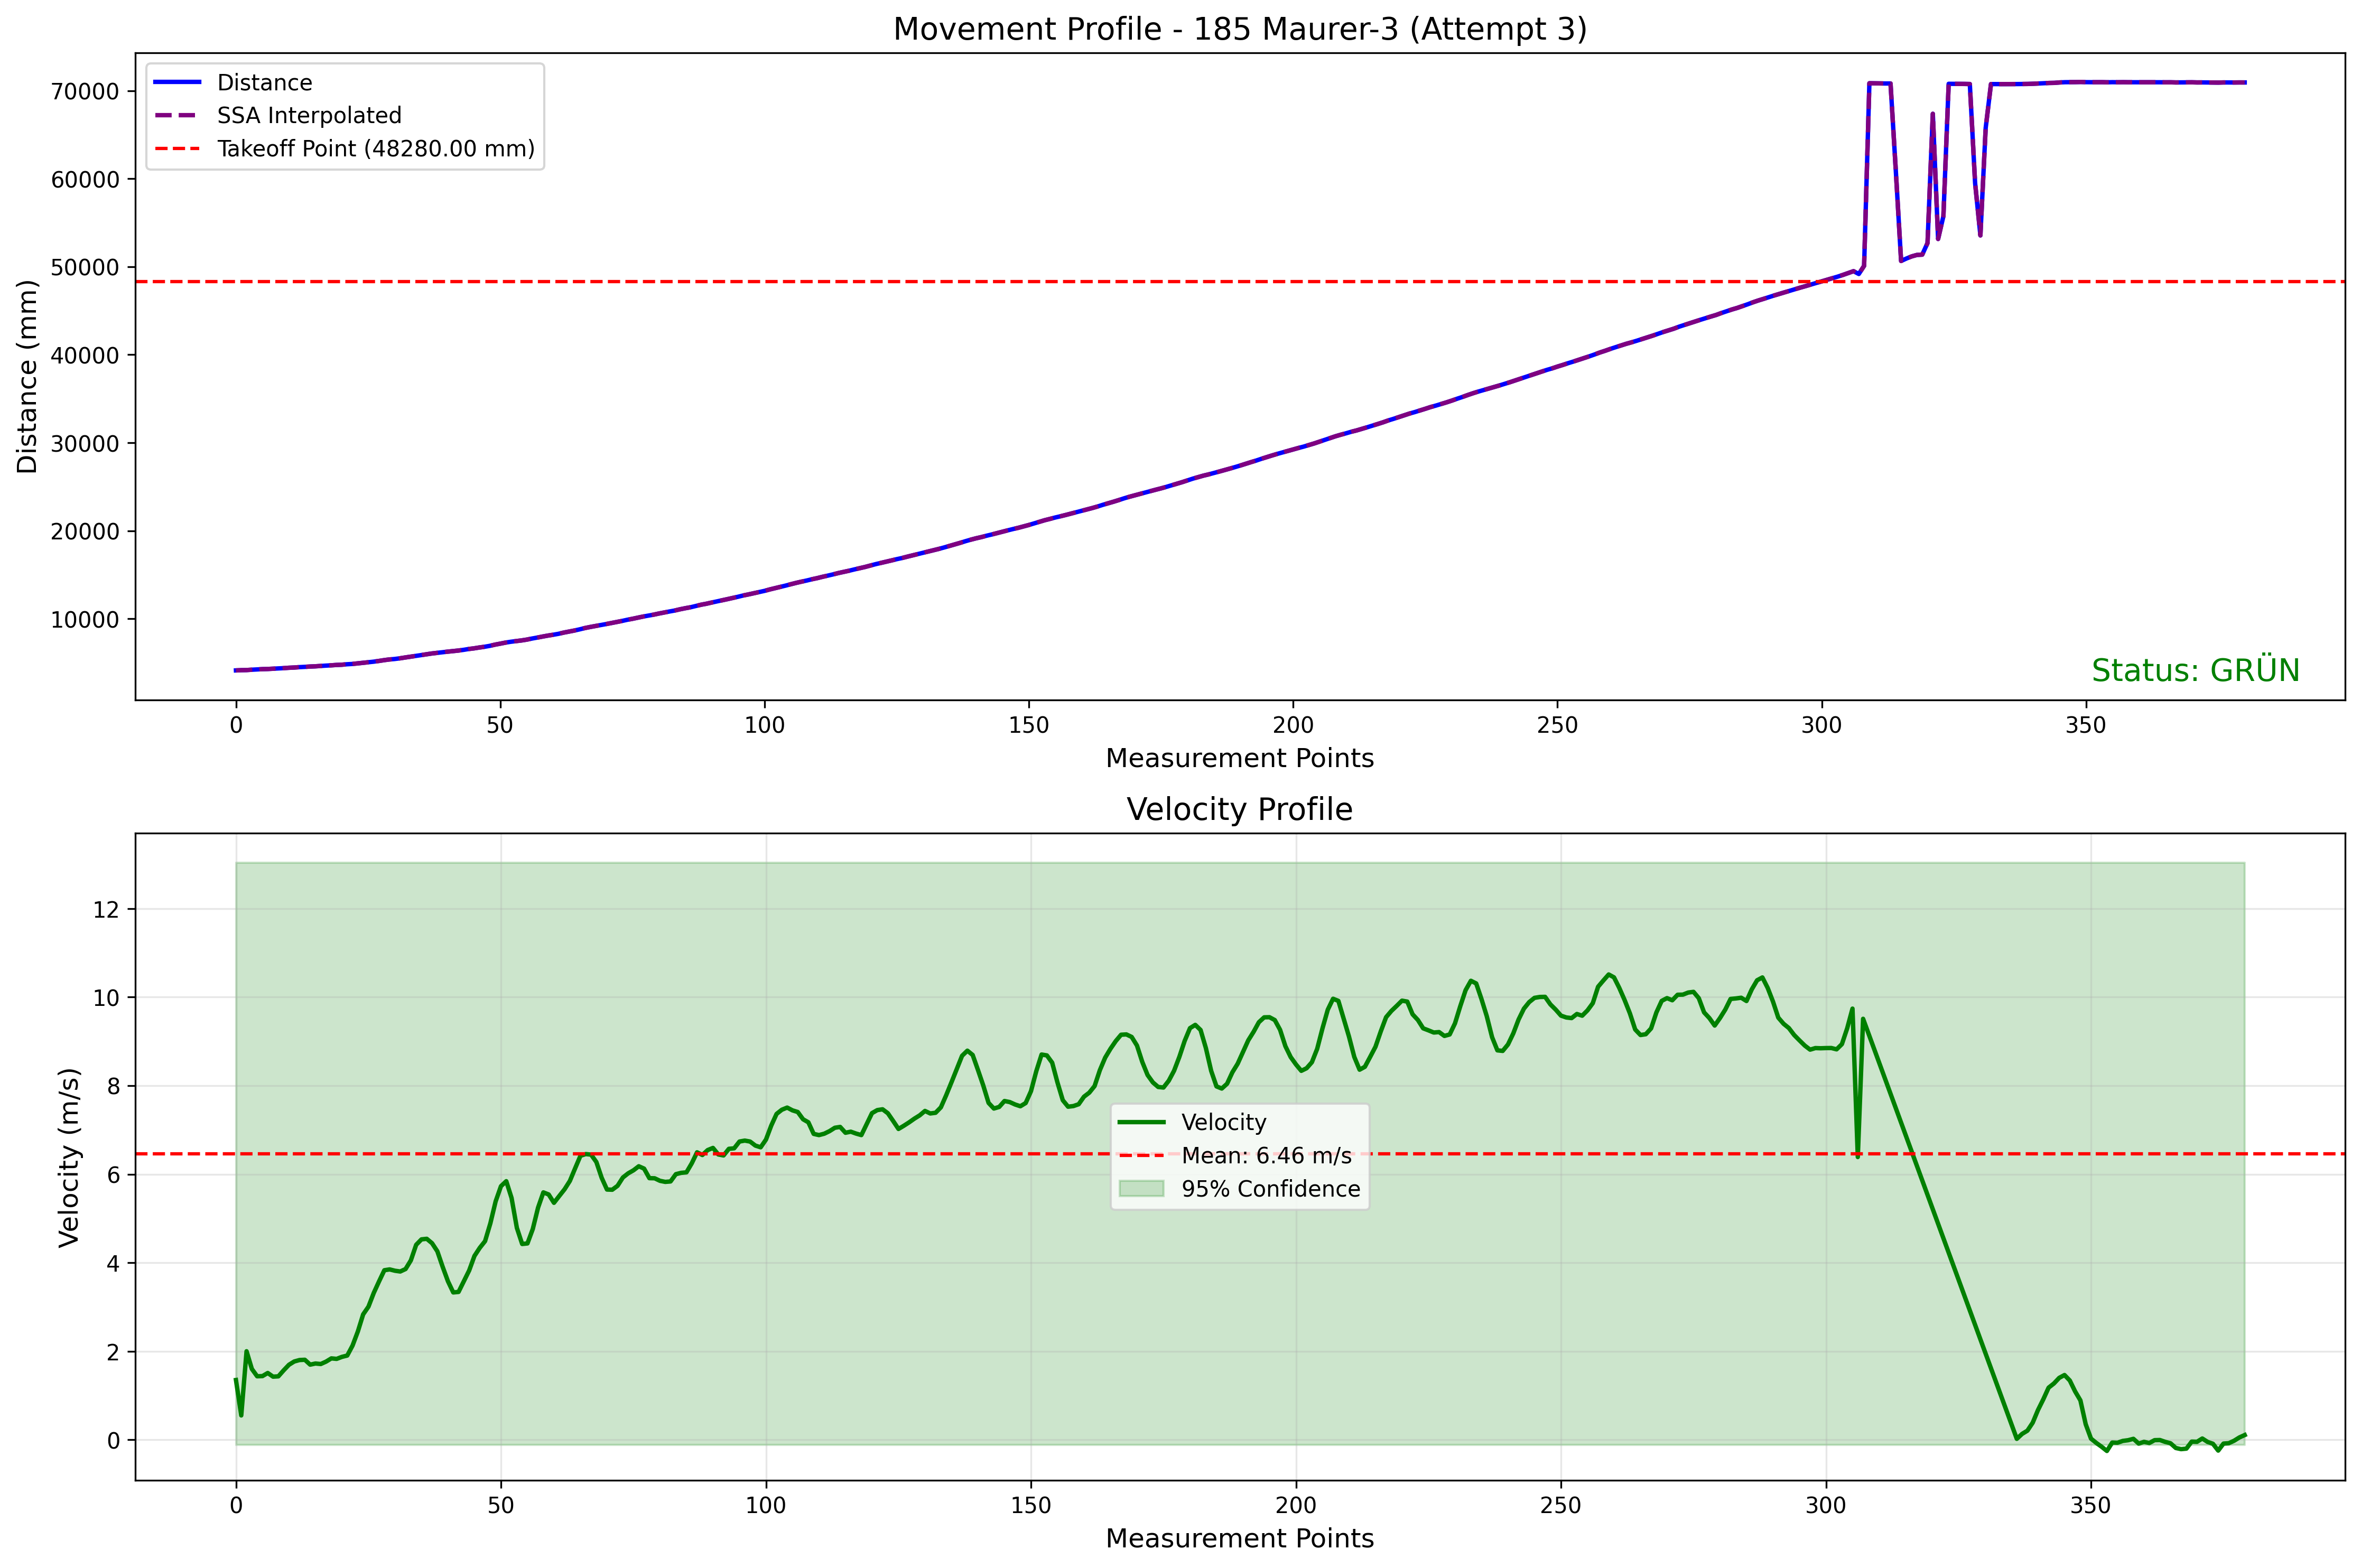 Movement Profile - 185 Maurer-3 (Attempt 3)
Distance
SSA Interpolated
Takeoff Point (48280.00 mm)
Distance (mm)
70000
60000
50000
40000
30000
20000
10000
Status: GRÜN
0 50 100 150 200 250 300 350
Measurement Points
Velocity Profile
Velocity (m/s)
12
10
8
6
4
2
0
Velocity
Mean: 6.46 m/s
95% Confidence
0 50 100 150 200 250 300 350
Measurement Points